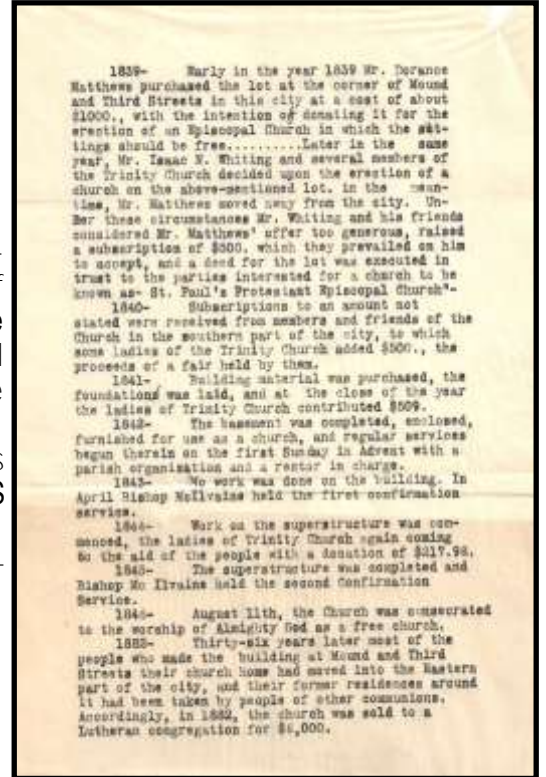 1839- Early in the year 1839 Mr. Dorance
Matthews purchased the lot at the corner of Mound
and Third Streets in this city at a cost of about
$1000., with the intention of donating it for the
erection of an Episcopal Church in which the sit-
tings should be free..........Later in the same
year, Mr. Isaac N. Whiting and several members of
the Trinity Church decided upon the erection of a
church on the above-mentioned lot. in the mean-
time, Mr. Matthews moved away from the city. Un-
der these circumstances Mr. Whiting and his friends
considered Mr. Matthews' offer too generous, raised
a subscription of $500. which they prevailed on him
to accept, and a deed for the lot was executed in
trust to the parties interested for a church to be
known as- St. Paul's Protestant Episcopal Church"-
1840- Subscriptions to an amount not
stated were received from members and friends of the
Church in the southern part of the city, to which
some ladies of the Trinity Church added $500., the
proceeds of a fair held by them.
1841- Building material was purchased, the
foundations was laid, and at the close of the year
the ladies of Trinity Church contributed $509.
1842- The basement was completed, enclosed,
furnished for use as a church, and regular services
begun therein on the first Sunday in Advent with a
parish organization and a rector in charge.
1843- No work was done on the building. In
April Bishop McIlvaine held the first confirmation
service.
1844- Work on the superstructure was com-
menced, the ladies of Trinity Church again coming
to the aid of the people with a donation of $217.98.
1845- The superstructure was completed and
Bishop Mc Ilvaine held the second Confirmation
Service.
1846- August 11th, the Church was consecrated
to the worship of Almighty God as a free church.
1882- Thirty-six years later most of the
people who made the building at Mound and Third
Streets their church home had moved into the Eastern
part of the city, and their former residences around
it had been taken by people of other communions.
Accordingly, in 1882, the church was sold to a
Lutheran congregation for $6,000.